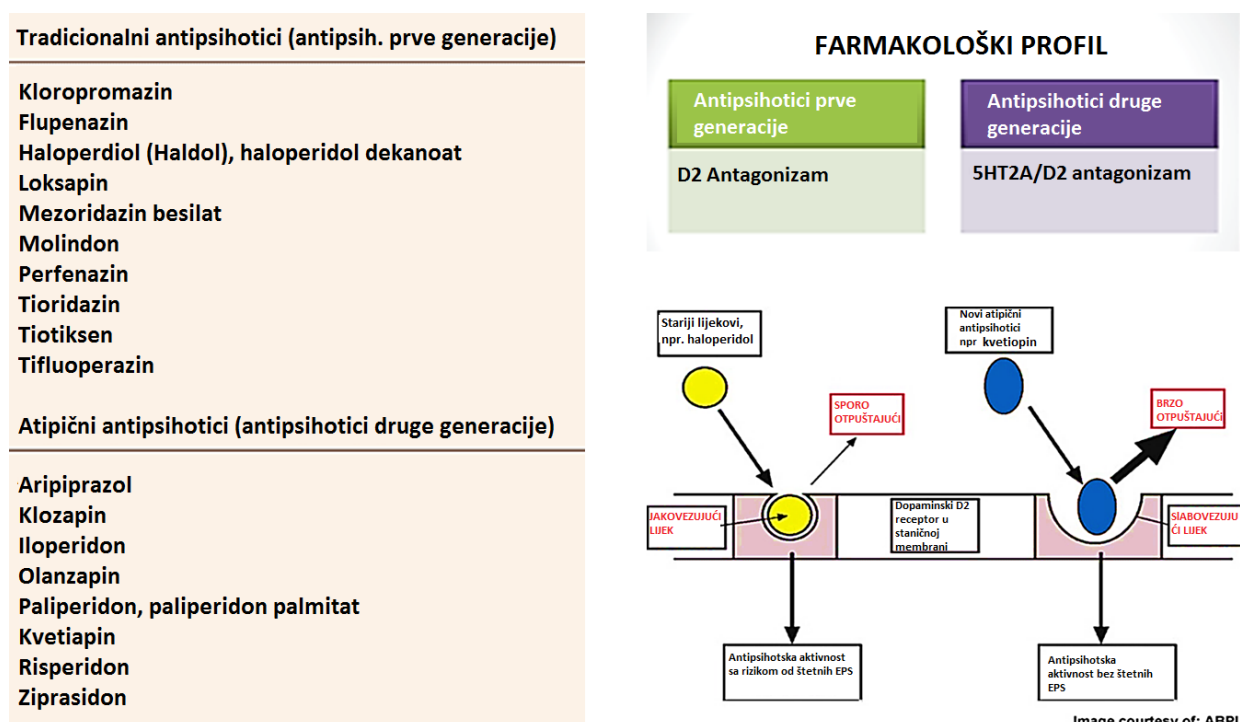 Tradicionalni antipsihotici (antipsih. prve generacije)
Kloropromazin
Flupenazin
Haloperdiol (Haldol), haloperidol dekanoat
Loksapin
Mezoridazin besilat
Molindon
Perfenazin
Tioridazin
Tiotiksen
Tifluoperazin
Atipični antipsihotici (antipsihotici druge generacije)
Aripiprazol
Klozapin
Iloperidon
Olanzapin
Paliperidon, paliperidon palmitat
Kvetiapin
Risperidon
Ziprasidon
FARMAKOLOŠKI PROFIL
Antipsihotici prve
generacije
D2 Antagonizam
Antipsihotici druge
generacije
5HT2A/D2 antagonizam
Stariji lijekovi,
npr. haloperidol
Novi atipični
antipsihotici
npr kvetiopin
SPORO
OTPUŠTAJUĆI
BRZO
OTPUŠTAJUĆi
JAKOVEZUJUĆI
LIJEK
Dopaminski D2
receptor u
staničnoj
membrani
SlABOVEZUJU
ĆI LIJEK
Antipsihotska aktivnost
sa rizikom od štetnih EPS
Antipsihotska
aktivnost bez štetnih
EPS
Image courtesy of: ABPI